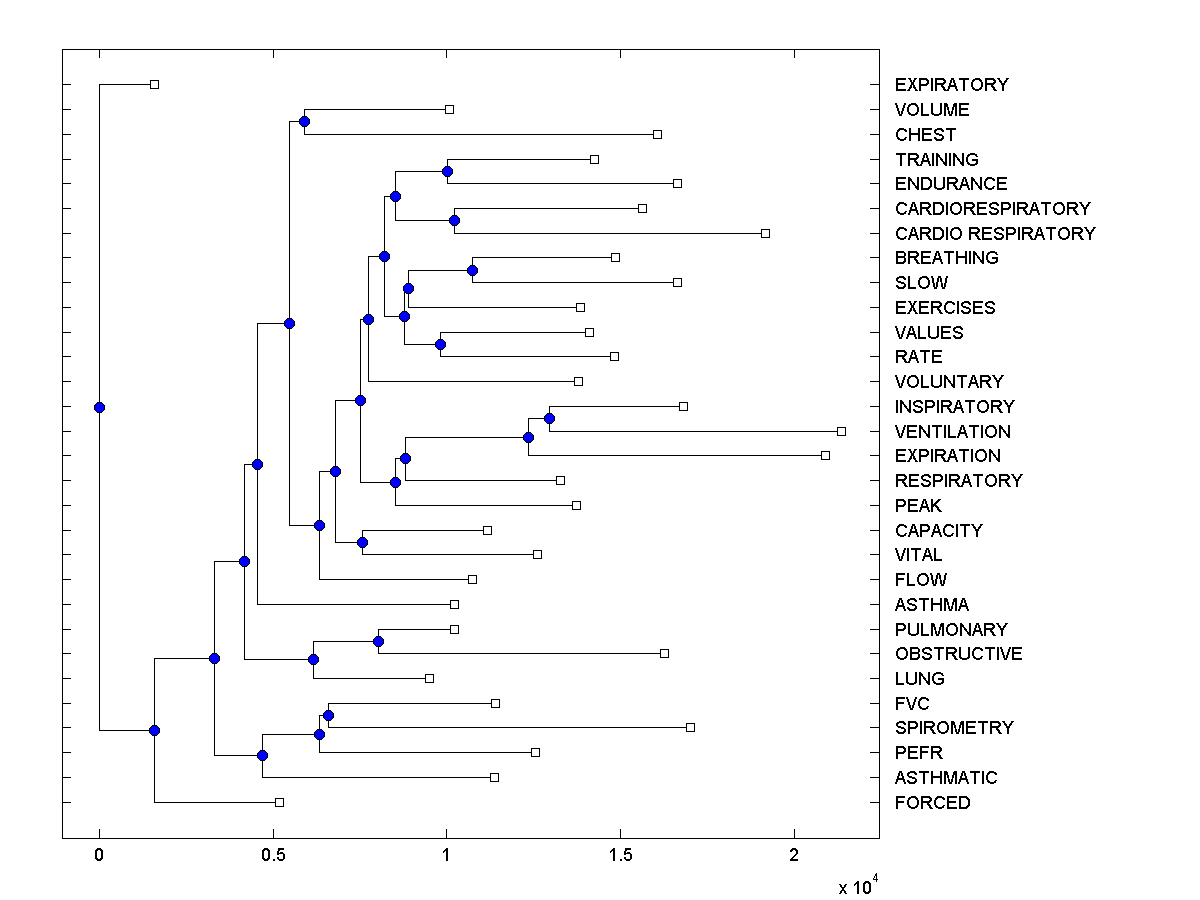 EXPIRATORY
VOLUME
CHEST
TRAINING
ENDURANCE
CARDIORESPIRATORY
CARDIO RESPIRATORY
BREATHING
SLOW
EXERCISES
VALUES
RATE
VOLUNTARY
INSPIRATORY
VENTILATION
EXPIRATION
RESPIRATORY
PEAK
CAPACITY
VITAL
FLOW
ASTHMA
PULMONARY
OBSTRUCTIVE
LUNG
FVC
SPIROMETRY
PEFR
ASTHMATIC
FORCED
0 0.5 1 1.5 2
x 10^4